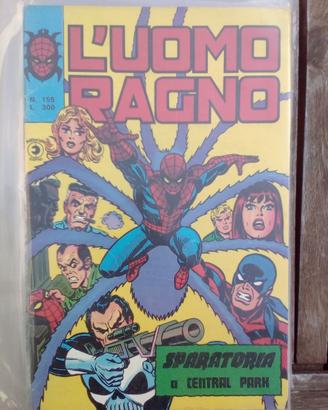 L'UOMO
RAGNO
N. 155
L. 300
SPARATORIA
a CENTRAL PARK